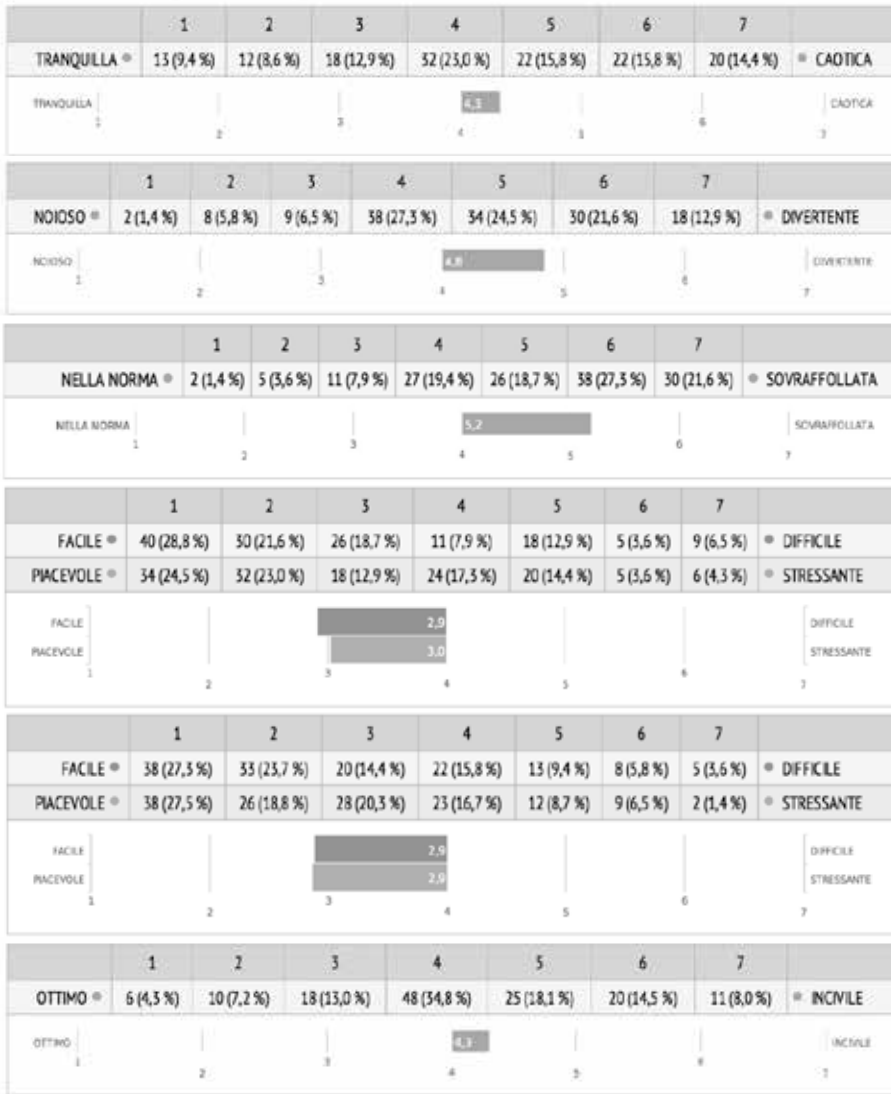 1 2 3 4 5 6 7
TRANQUILLA 13 (9,4 %) 12 (8,6 %) 18 (12,9 %) 32 (23,0 %) 22 (15,8 %) 22 (15,8 %) 20 (14,4 %) CAOTICA
TRANQUILLA 4,3 CAOTICA
1 3 6 7
2 4
1 2 3 4 5 6 7
NOIOSO 2 (1,4 %) 8 (5,8 %) 9 (6,5 %) 38 (27,3 %) 34 (24,5 %) 30 (21,6 %) 18 (12,9 %) DIVERTENTE
NOIOSO 4,8 DIVERTENTE
1 3 5 6 7
2 4
1 2 3 4 5 6 7
NELLA NORMA 2 (1,4 %) 5 (3,6 %) 11 (7,9 %) 27 (19,4 %) 26 (18,7 %) 38 (27,3 %) 30 (21,6 %) SOVRAFFOLLATA
NELLA NORMA 5,2 SOVRAFFOLLATA
1 3 6
2 4 5 7
1 2 3 4 5 6 7
FACILE 40 (28,8 %) 30 (21,6 %) 26 (18,7 %) 11 (7,9 %) 18 (12,9 %) 5 (3,6 %) 9 (6,5 %) DIFFICILE
PIACEVOLE 34 (24,5 %) 32 (23,0 %) 18 (12,9 %) 24 (17,3 %) 20 (14,4 %) 5 (3,6 %) 6 (4,3 %) STRESSANTE
FACILE 2,9 DIFFICILE
PIACEVOLE 3,0 STRESSANTE
1 3 6
2 4 5 7
1 2 3 4 5 6 7
FACILE 38 (27,3 %) 33 (23,7 %) 20 (14,4 %) 22 (15,8 %) 13 (9,4 %) 8 (5,8 %) 5 (3,6 %) DIFFICILE
PIACEVOLE 38 (27,5 %) 26 (18,8 %) 28 (20,3 %) 23 (16,7 %) 12 (8,7 %) 9 (6,5 %) 2 (1,4 %) STRESSANTE
FACILE 2,9 DIFFICILE
PIACEVOLE 2,9 STRESSANTE
1 3 6
2 4 5 7
1 2 3 4 5 6 7
OTTIMO 6 (4,3 %) 10 (7,2 %) 18 (13,0 %) 48 (34,8 %) 25 (18,1 %) 20 (14,5 %) 11 (8,0 %) INCIVILE
OTTIMO 4,3 INCIVILE
1 3 6
2 4 5 7